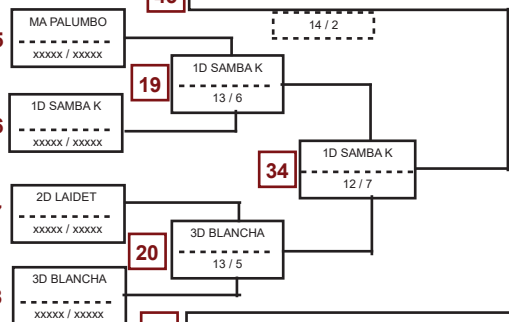 14 / 2
MA PALUMBO
xxxxx / xxxxx
1D SAMBA K
19
13 / 6
1D SAMBA K
xxxxx / xxxxx
1D SAMBA K
34
12 / 7
2D LAIDET
xxxxx / xxxxx
3D BLANCHA
20
13 / 5
3D BLANCHA
xxxxx / xxxxx